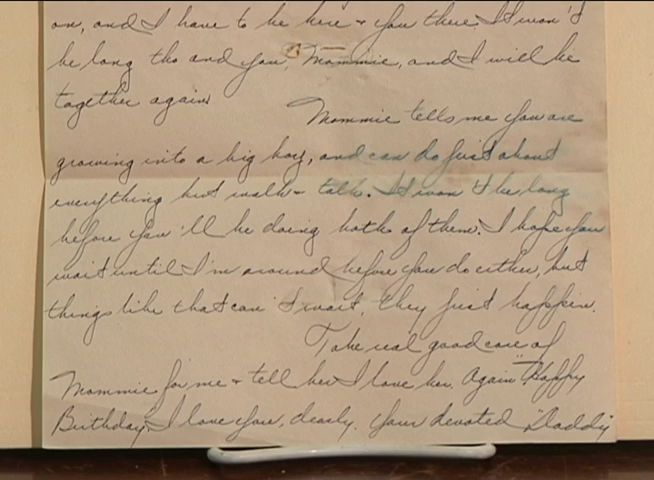 on, and I have to be here + you there. It won't
be long tho and you, Mommie, and I will be
together again.
Mommie tells me you are
growing into a big boy, and can do just about
everything but walk + talk. It won't be long
before you'll be doing both of them. I hope you
wait until I'm around before you do either, but
things like that can't wait, they just happen.
Take real good care of
Mommie for me + tell her I love her. Again "Happy
Birthday, I love you, dearly. Your devoted "Daddy"